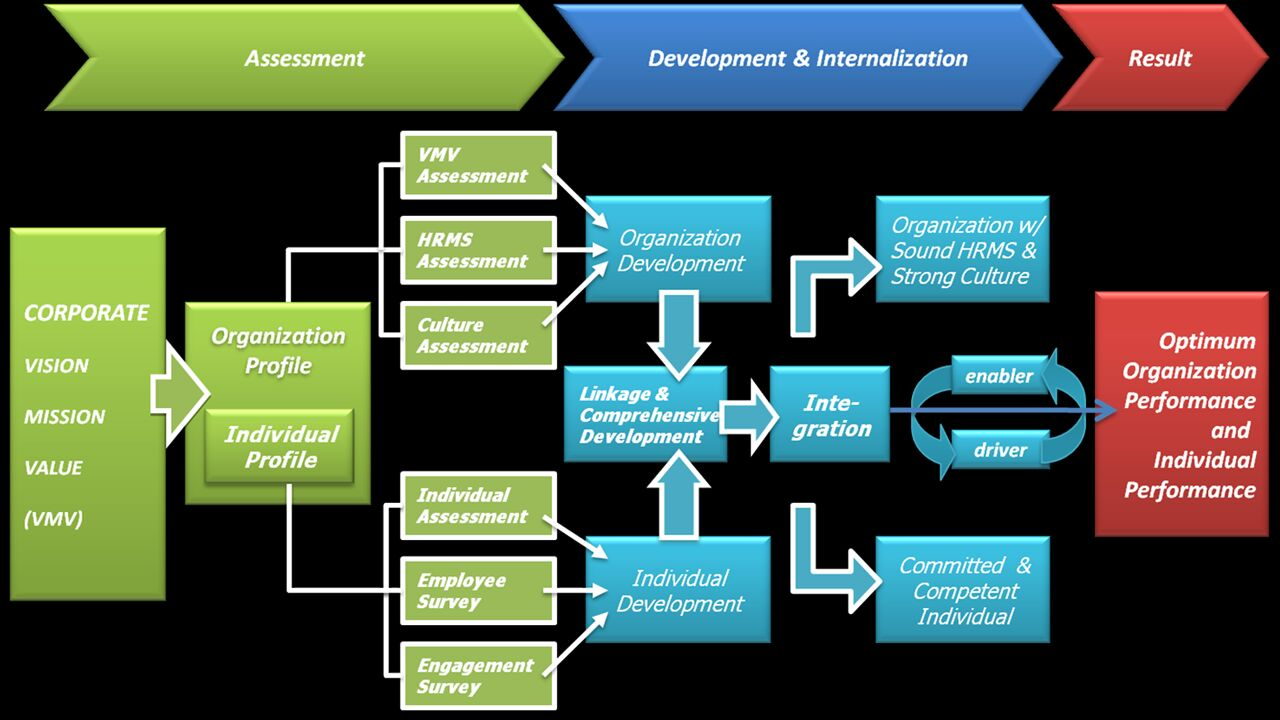 Assessment
Development & Internalization
Result
CORPORATE
VISION
MISSION
VALUE
(VMV)
Organization
Profile
Individual
Profile
VMV
Assessment
HRMS
Assessment
Culture
Assessment
Individual
Assessment
Employee
Survey
Engagement
Survey
Organization
Development
Linkage &
Comprehensive
Development
Individual
Development
Inte-
gration
Organization w/
Sound HRMS &
Strong Culture
enabler
driver
Committed &
Competent
Individual
Optimum
Organization
Performance
and
Individual
Performance